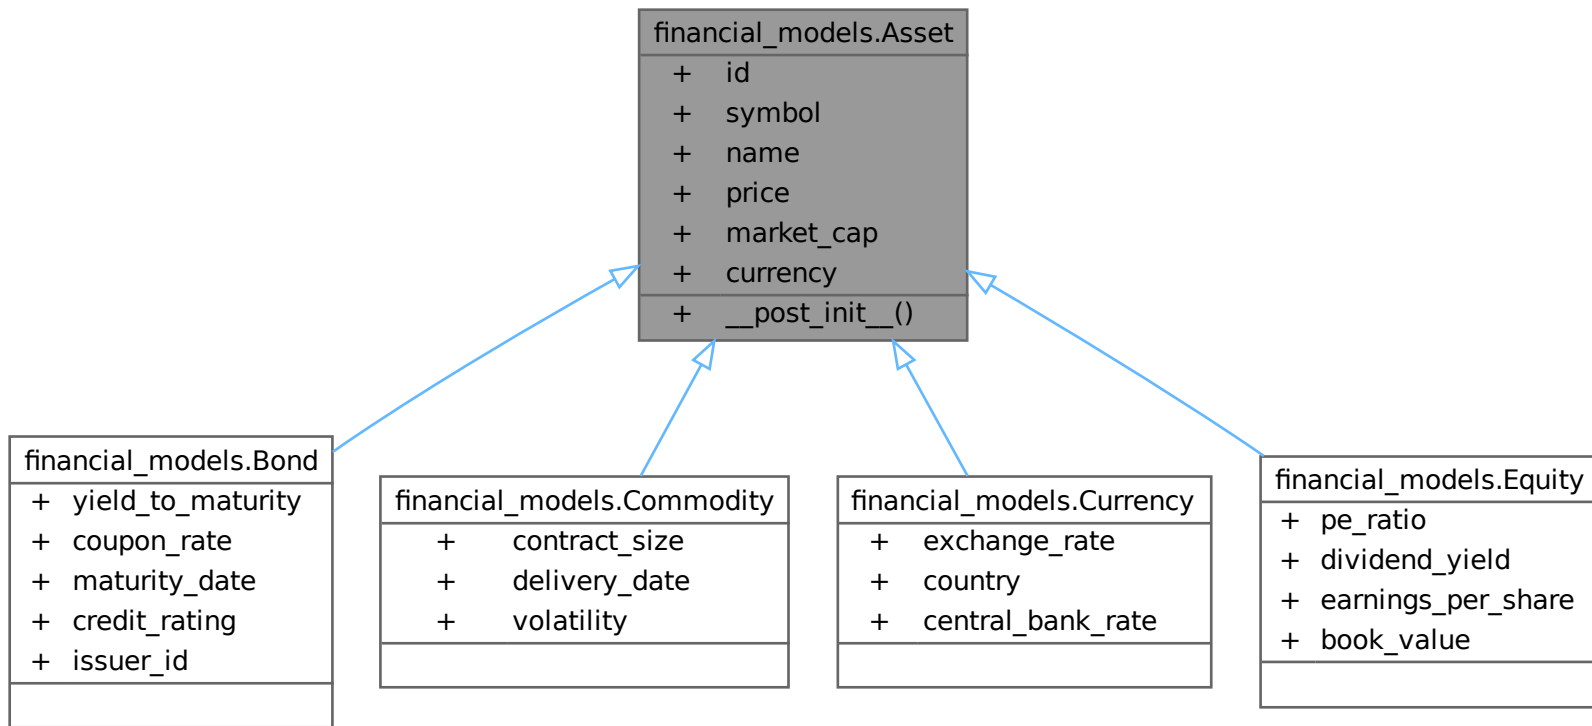 financial_models.Asset
+ id
+ symbol
+ name
+ price
+ market_cap
+ currency
+ __post_init__()
financial_models.Bond
+ yield_to_maturity
+ coupon_rate
+ maturity_date
+ credit_rating
+ issuer_id
financial_models.Commodity
+ contract_size
+ delivery_date
+ volatility
financial_models.Currency
+ exchange_rate
+ country
+ central_bank_rate
financial_models.Equity
+ pe_ratio
+ dividend_yield
+ earnings_per_share
+ book_value